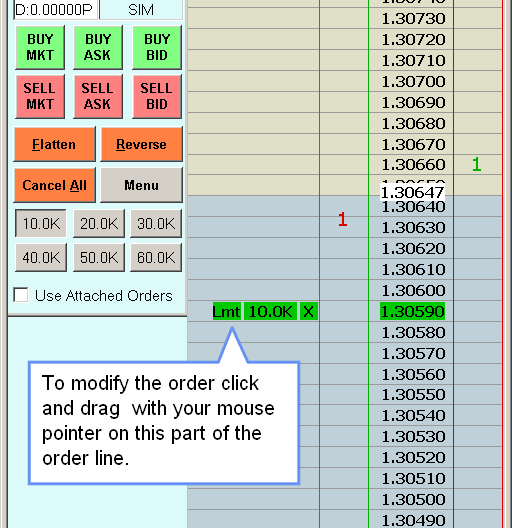 D:0.00000P SIM
BUY MKT
BUY ASK
BUY BID
SELL MKT
SELL ASK
SELL BID
Flatten Reverse
Cancel All Menu
10.0K 20.0K 30.0K
40.0K 50.0K 60.0K
Use Attached Orders
To modify the order click
and drag with your mouse
pointer on this part of the
order line.
1.30740
1.30730
1.30720
1.30710
1.30700
1.30690
1.30680
1.30670
1.30660 1
1.30647
1.30640
1 1.30630
1.30620
1.30610
1.30600
Lmt 10.0K X 1.30590
1.30580
1.30570
1.30560
1.30550
1.30540
1.30530
1.30520
1.30510
1.30500
1.30490